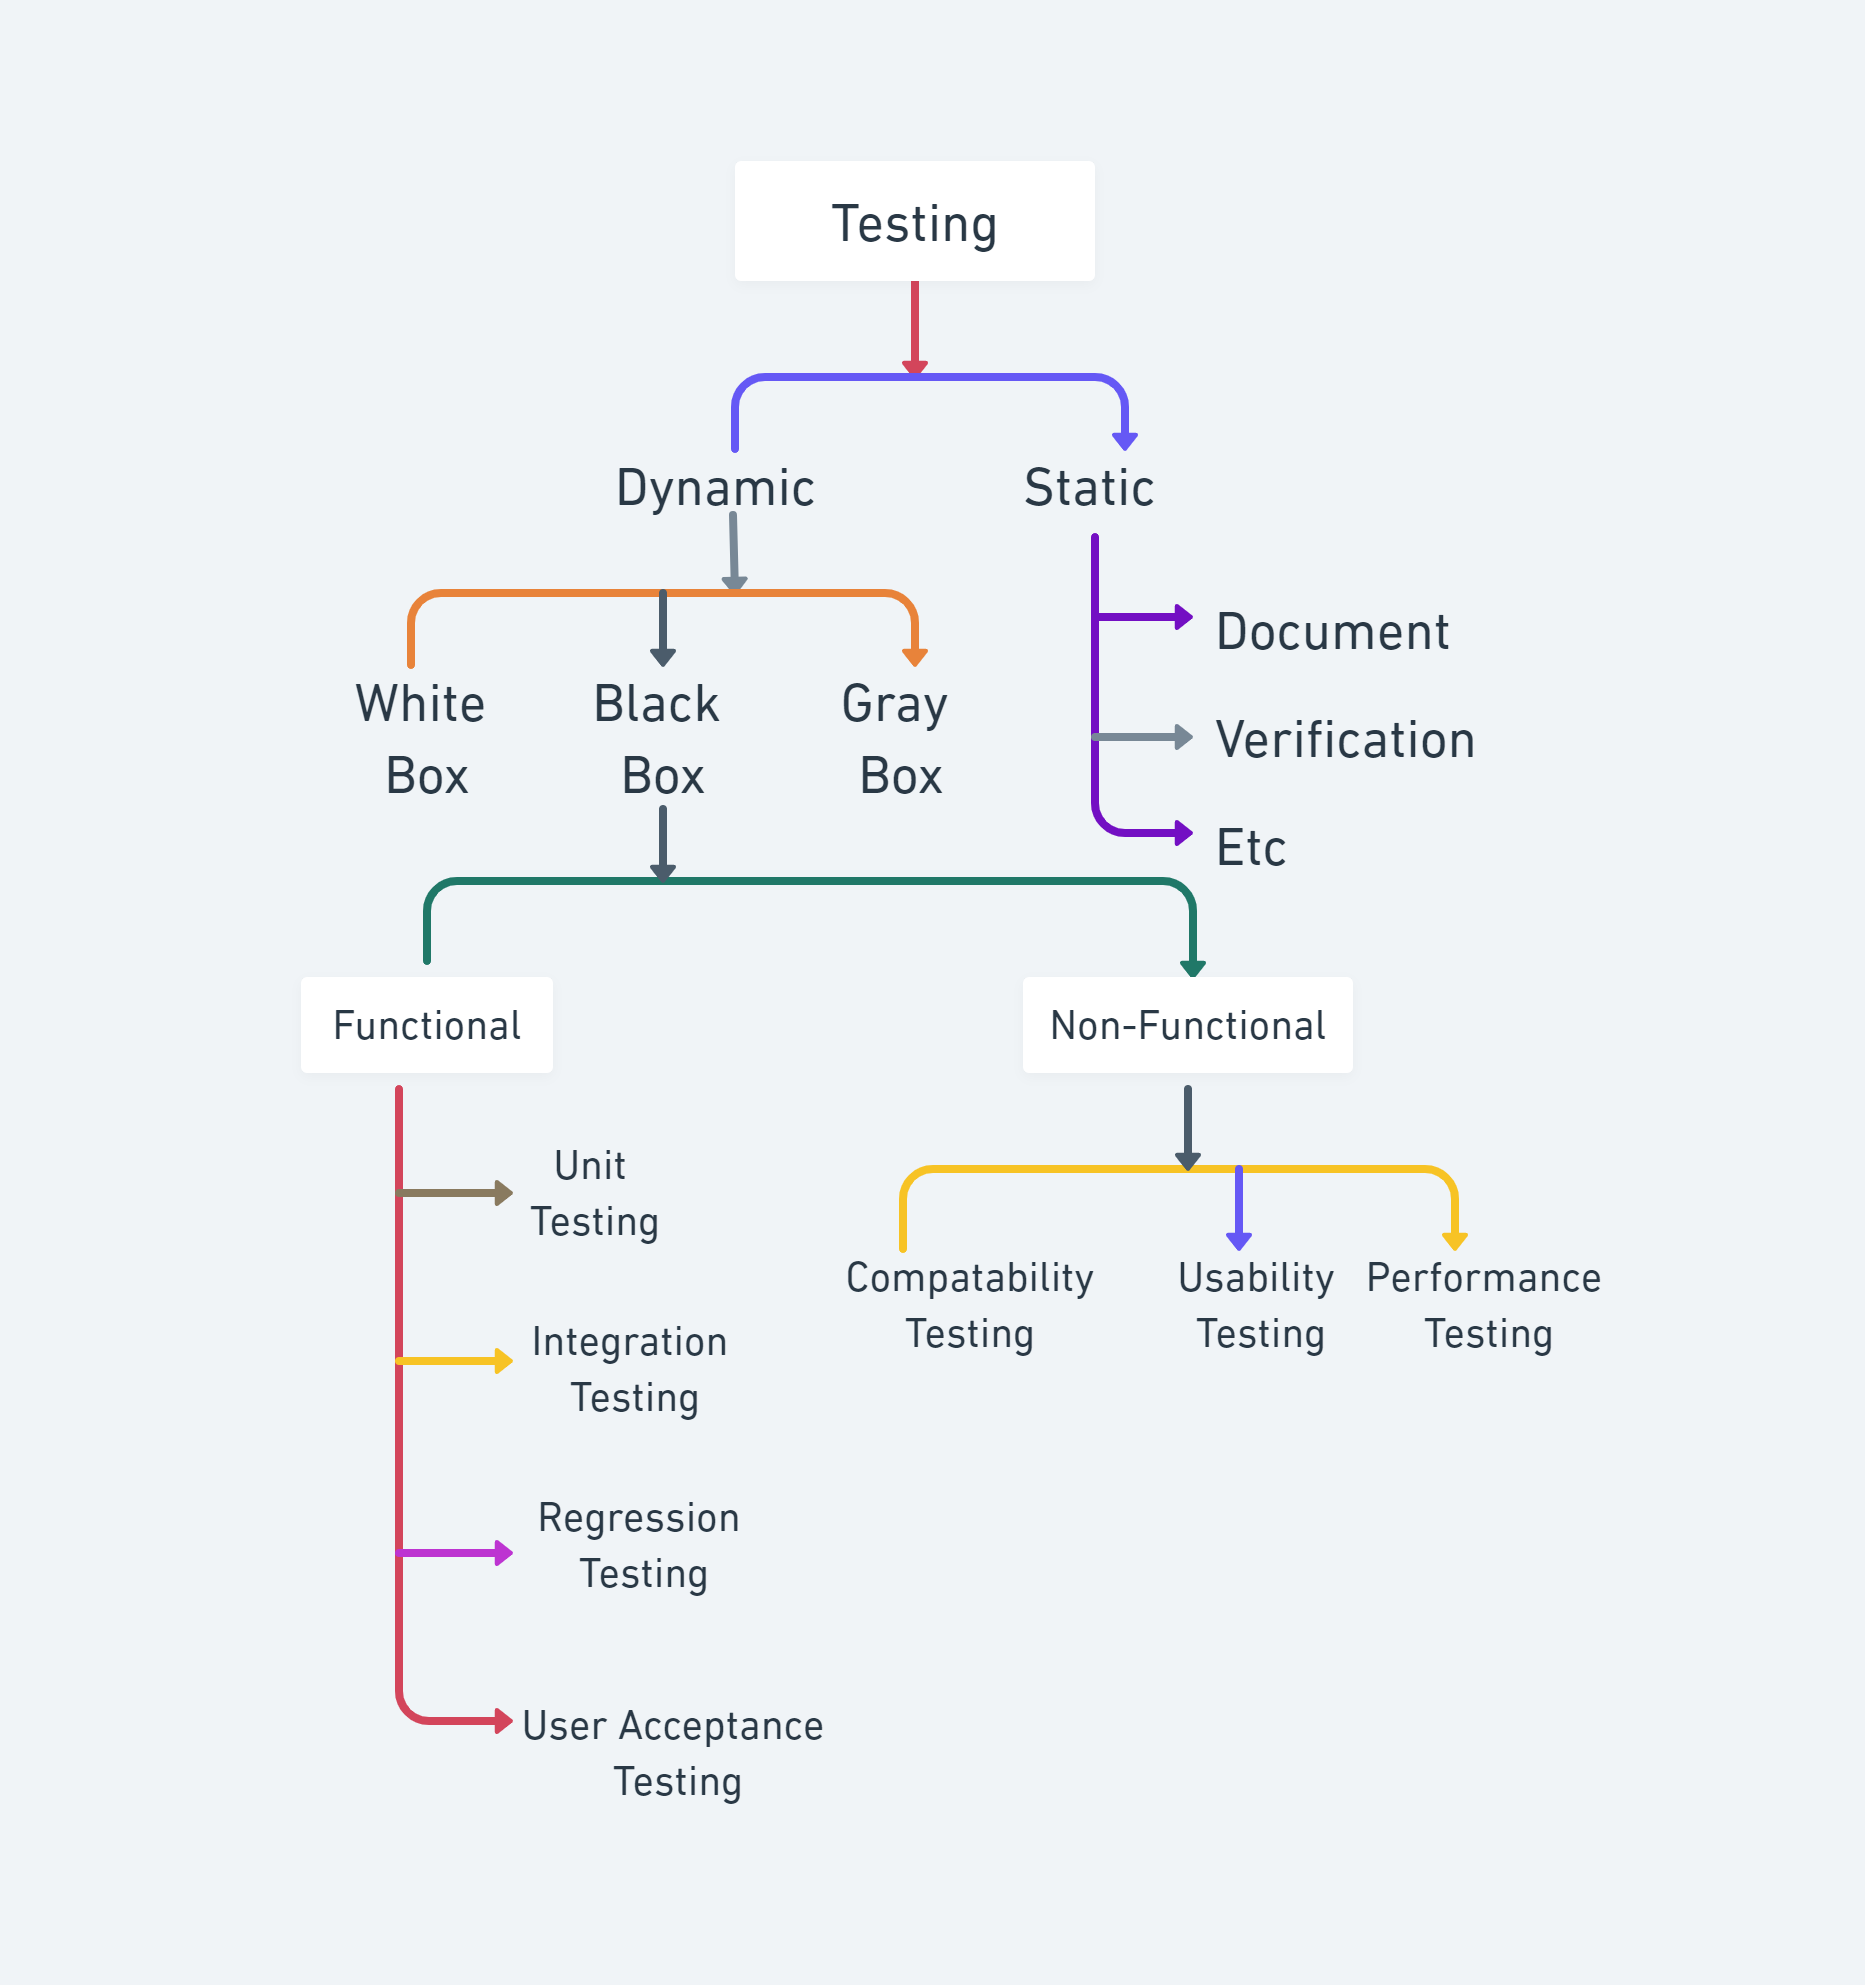 Testing
Dynamic
Static
White
Box
Black
Box
Gray
Box
Document
Verification
Etc
Functional
Non-Functional
Unit
Testing
Integration
Testing
Regression
Testing
User Acceptance
Testing
Compatability
Testing
Usability
Testing
Performance
Testing